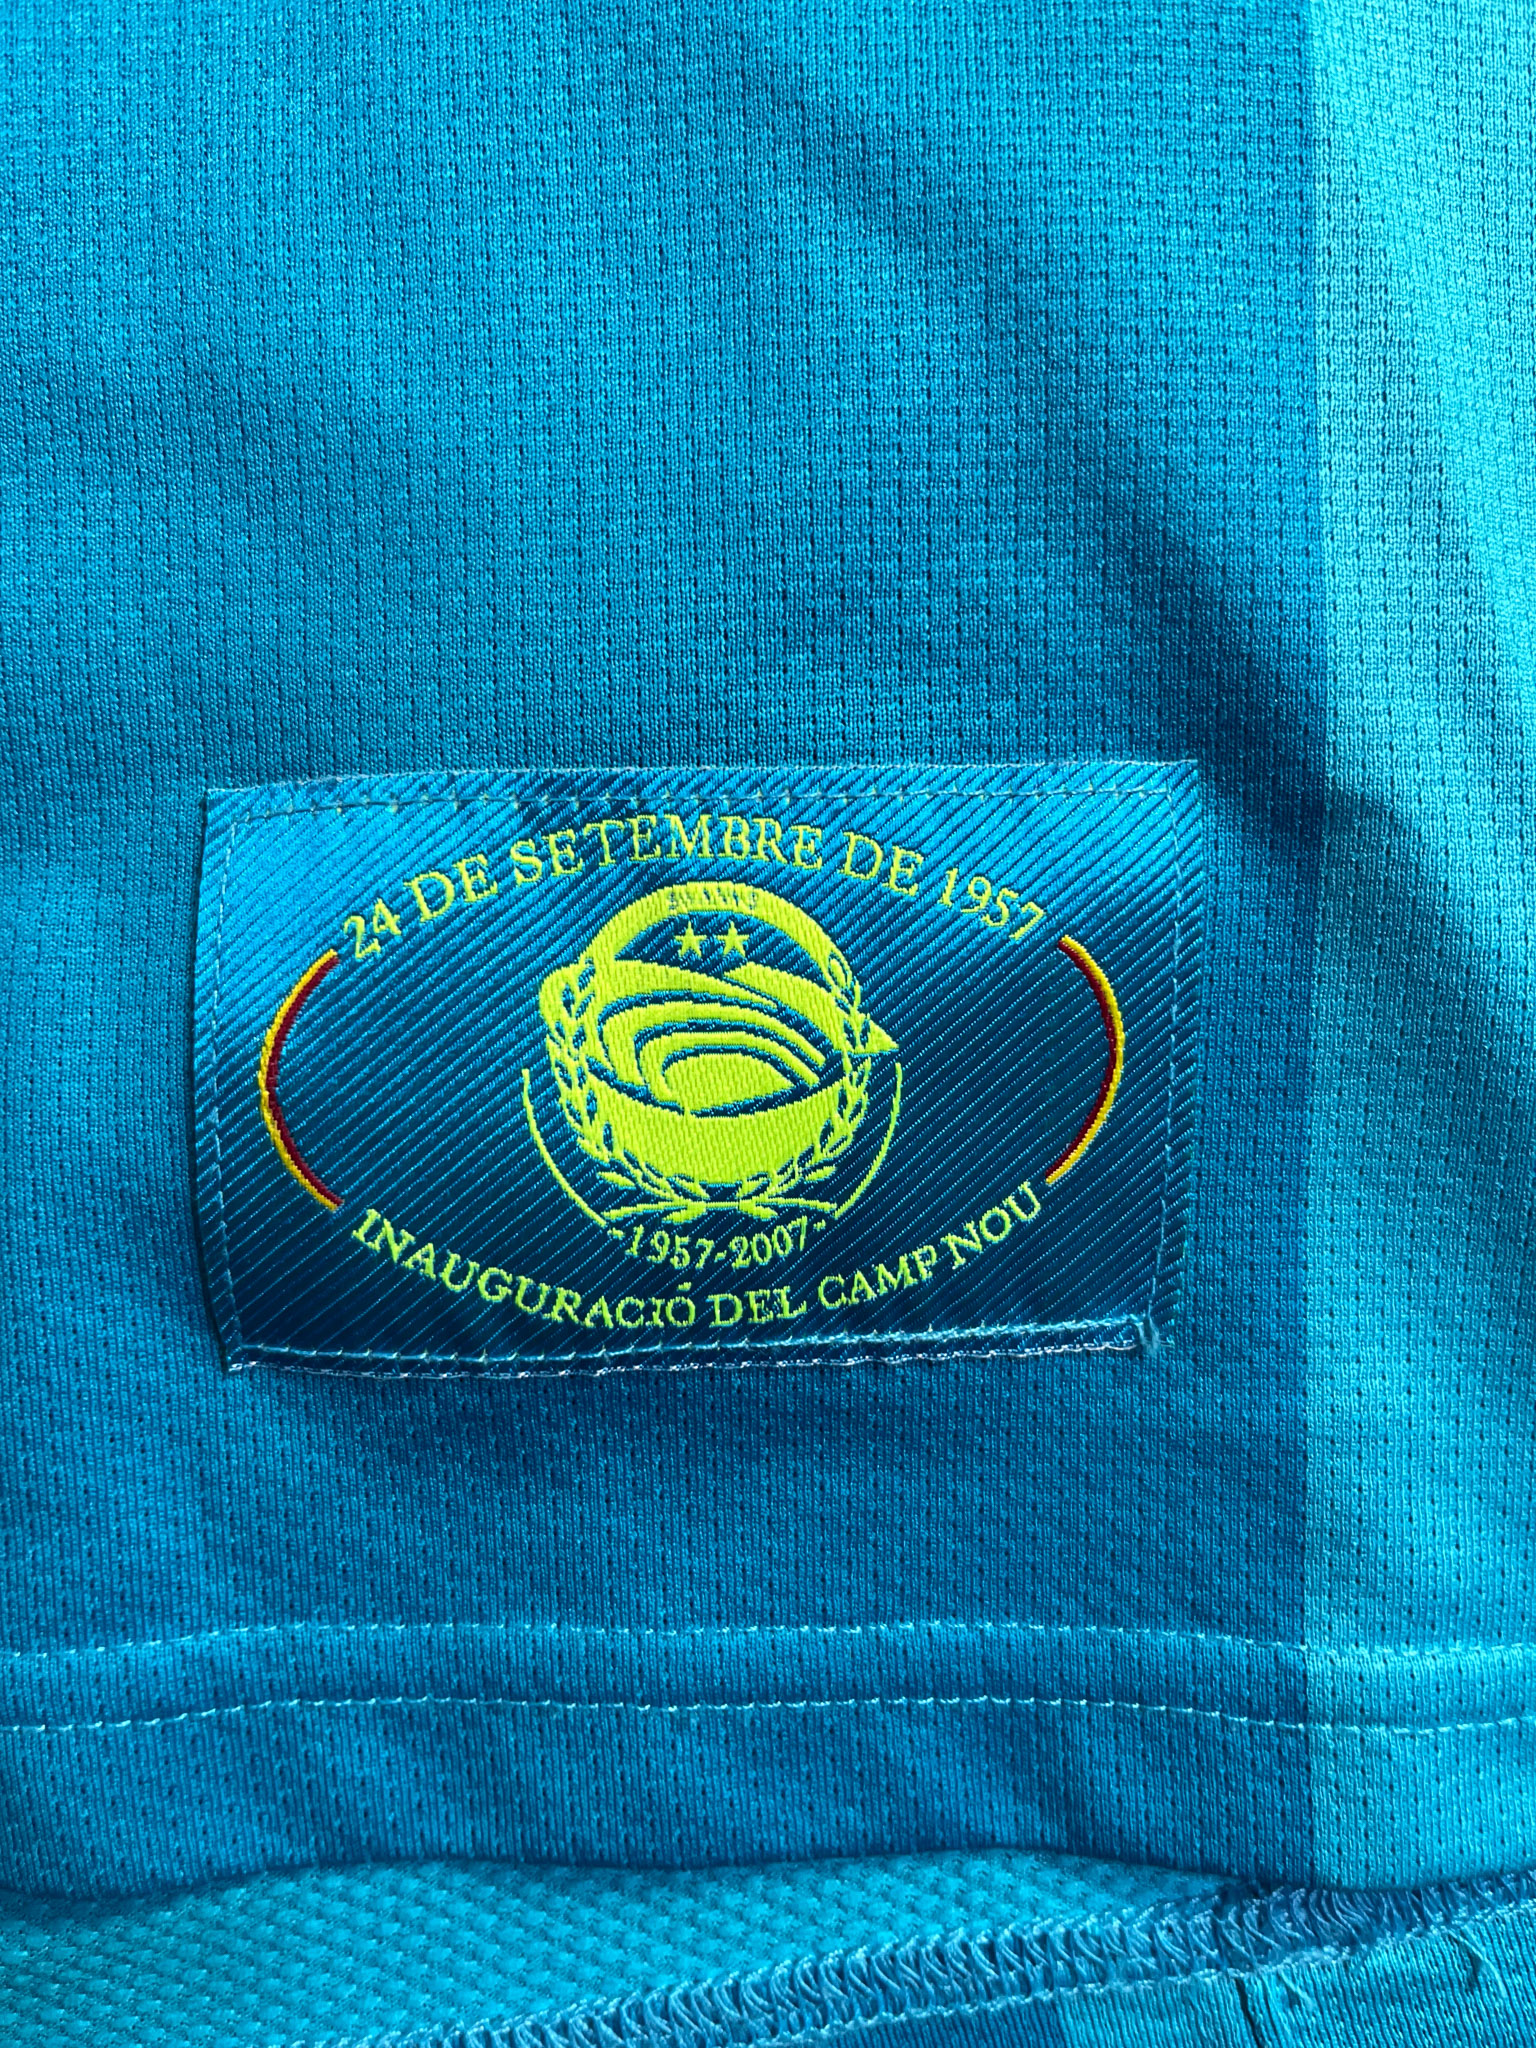 24 DE SETEMBRE DE 1957
-1957-2007-
INAUGURACIÓ DEL CAMP NOU